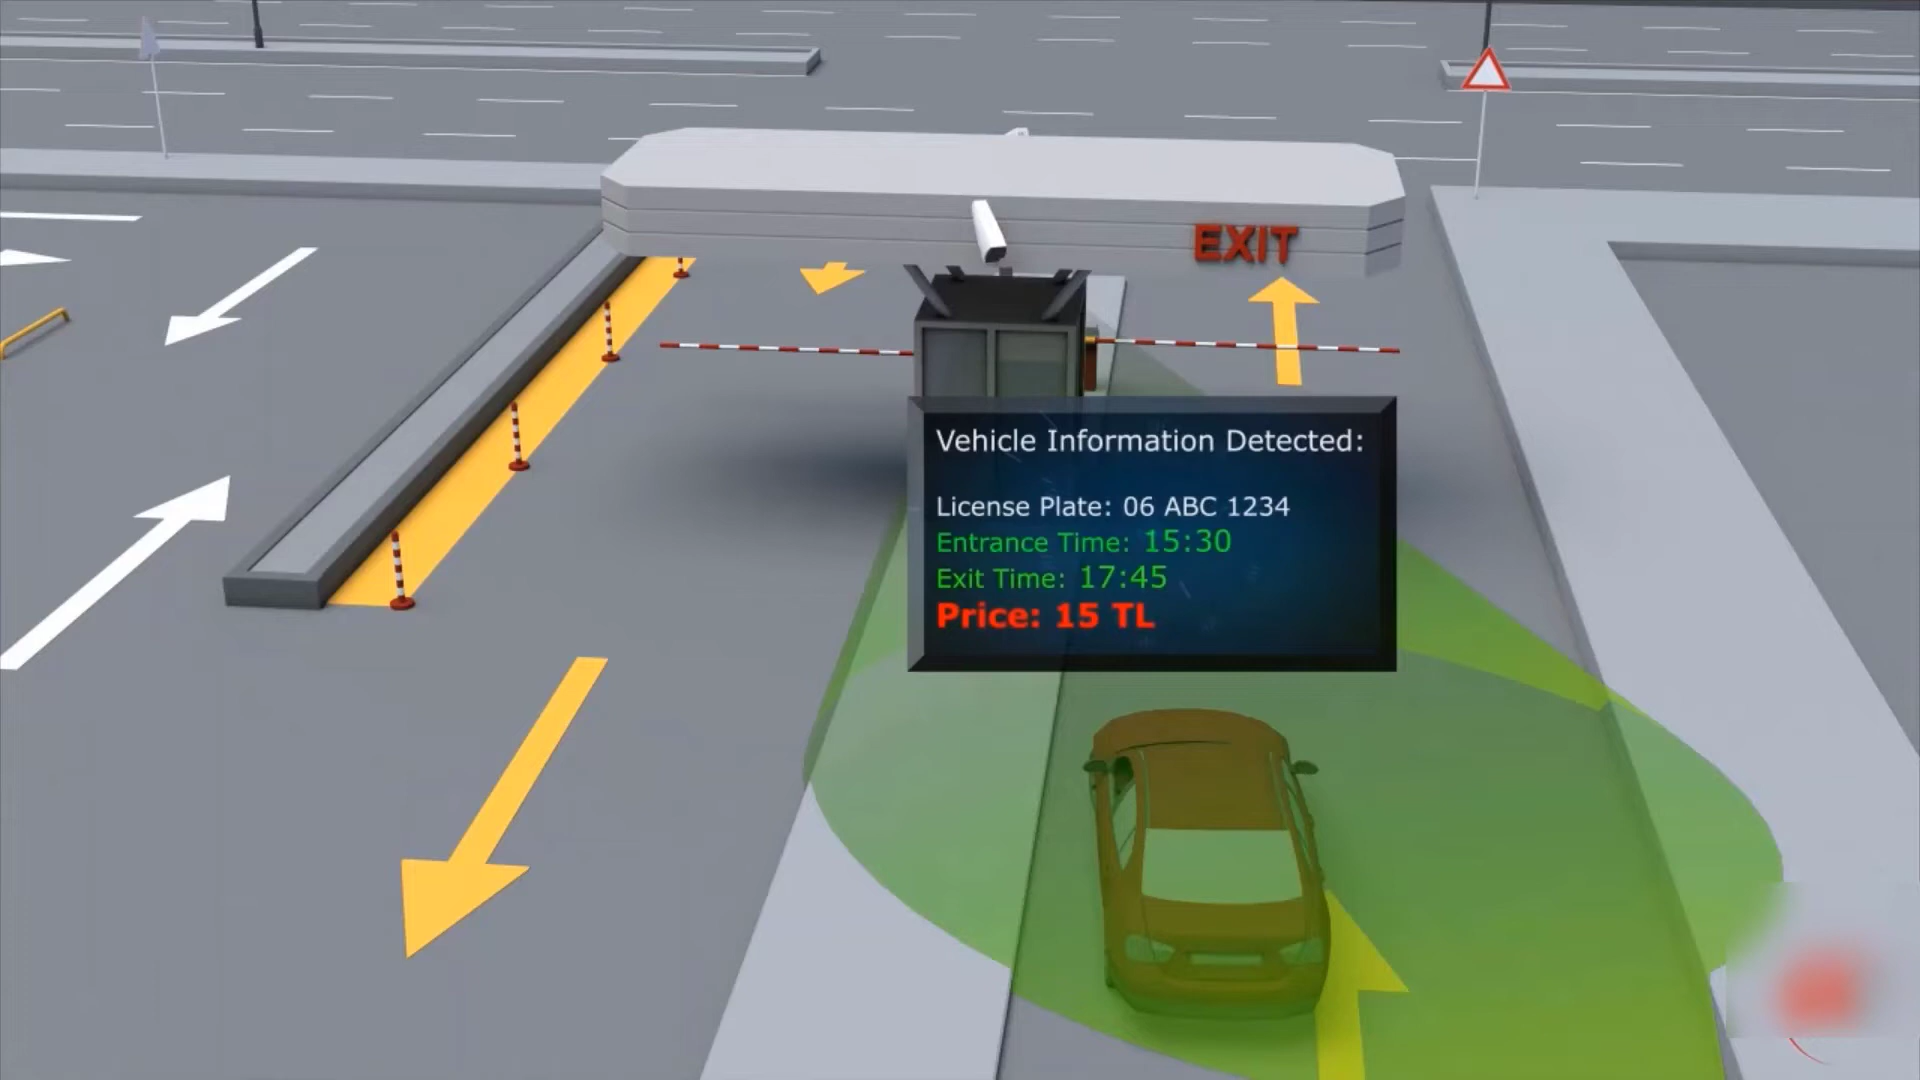 EXIT
Vehicle Information Detected:
License Plate: 06 ABC 1234
Entrance Time: 15:30
Exit Time: 17:45
Price: 15 TL